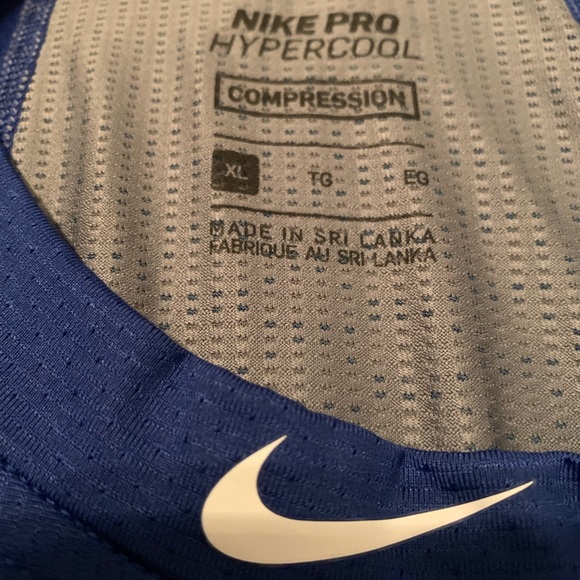 NIKE PRO
HYPERCOOL
COMPRESSION
XL TG EG
MADE IN SRI LANKA
FABRIQUE AU SRI LANKA